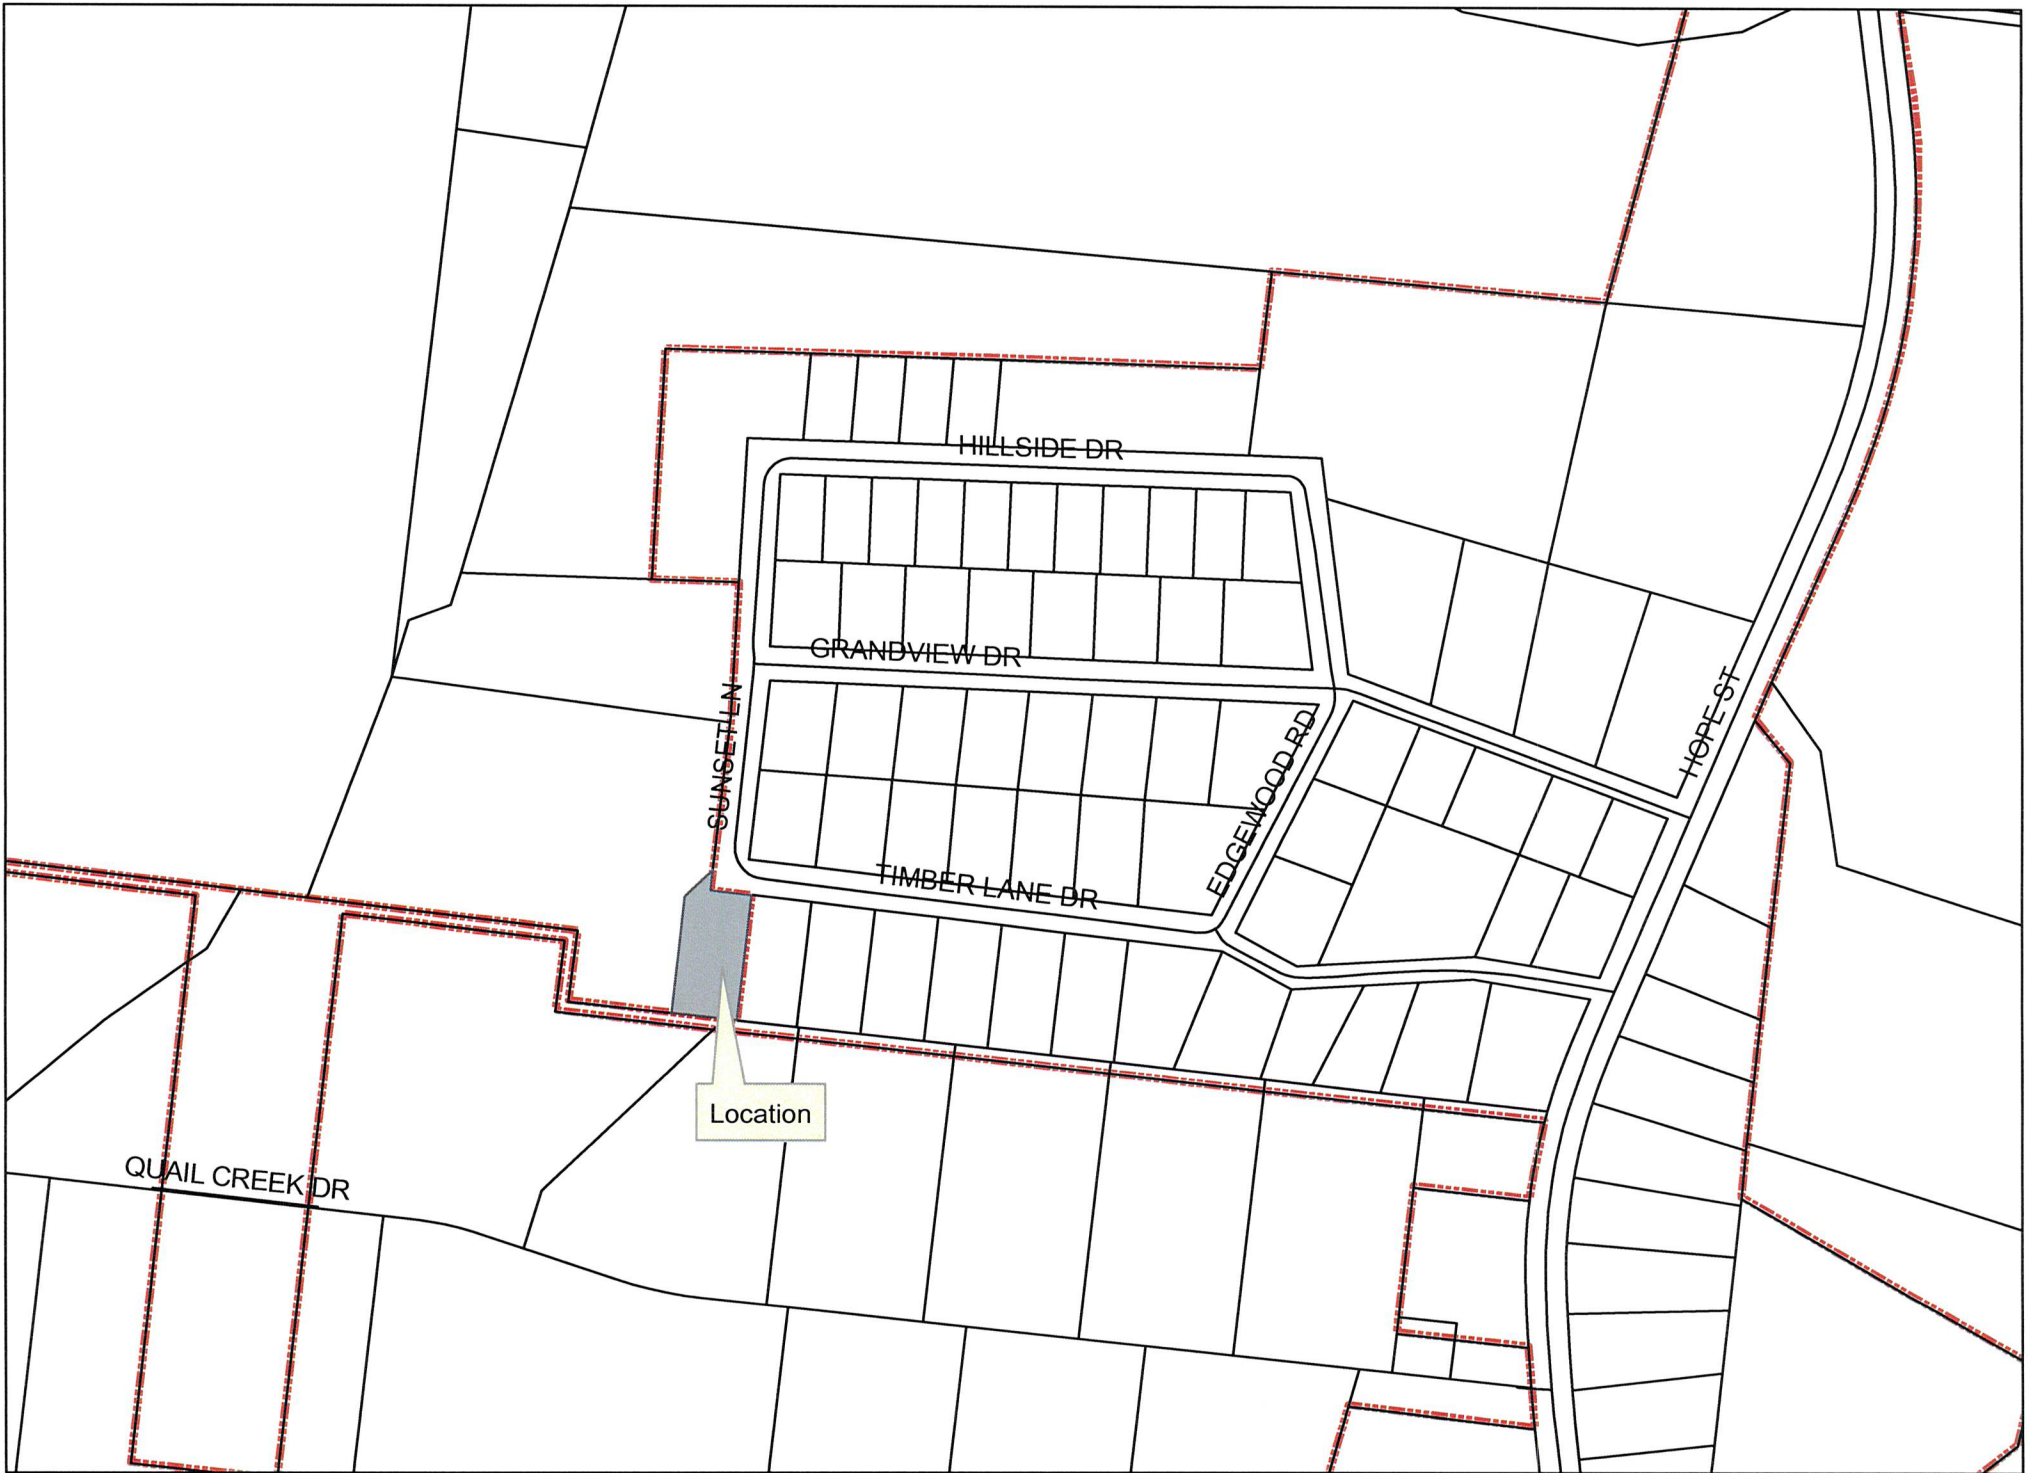 HILLSIDE DR
GRANDVIEW DR
SUNSET LN
HOPE ST
EDGEWOOD RD
TIMBER LANE DR
Location
QUAIL CREEK DR